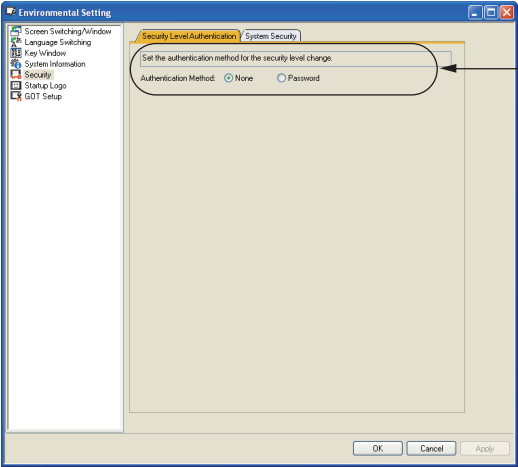 Environmental Setting
Screen Switching/Window
Language Switching
Key Window
System Information
Security
Startup Logo
GOT Setup
Security Level Authentication
System Security
Set the authentication method for the security level change.
Authentication Method: None Password
OK Cancel Apply